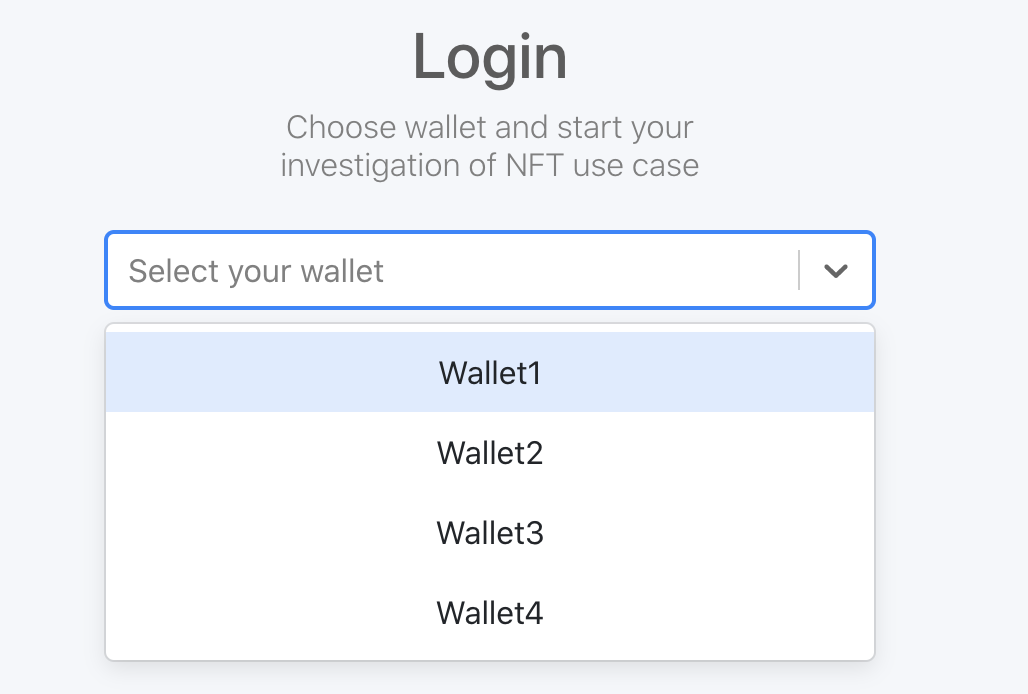 Login
Choose wallet and start your
investigation of NFT use case
Select your wallet
Wallet1
Wallet2
Wallet3
Wallet4